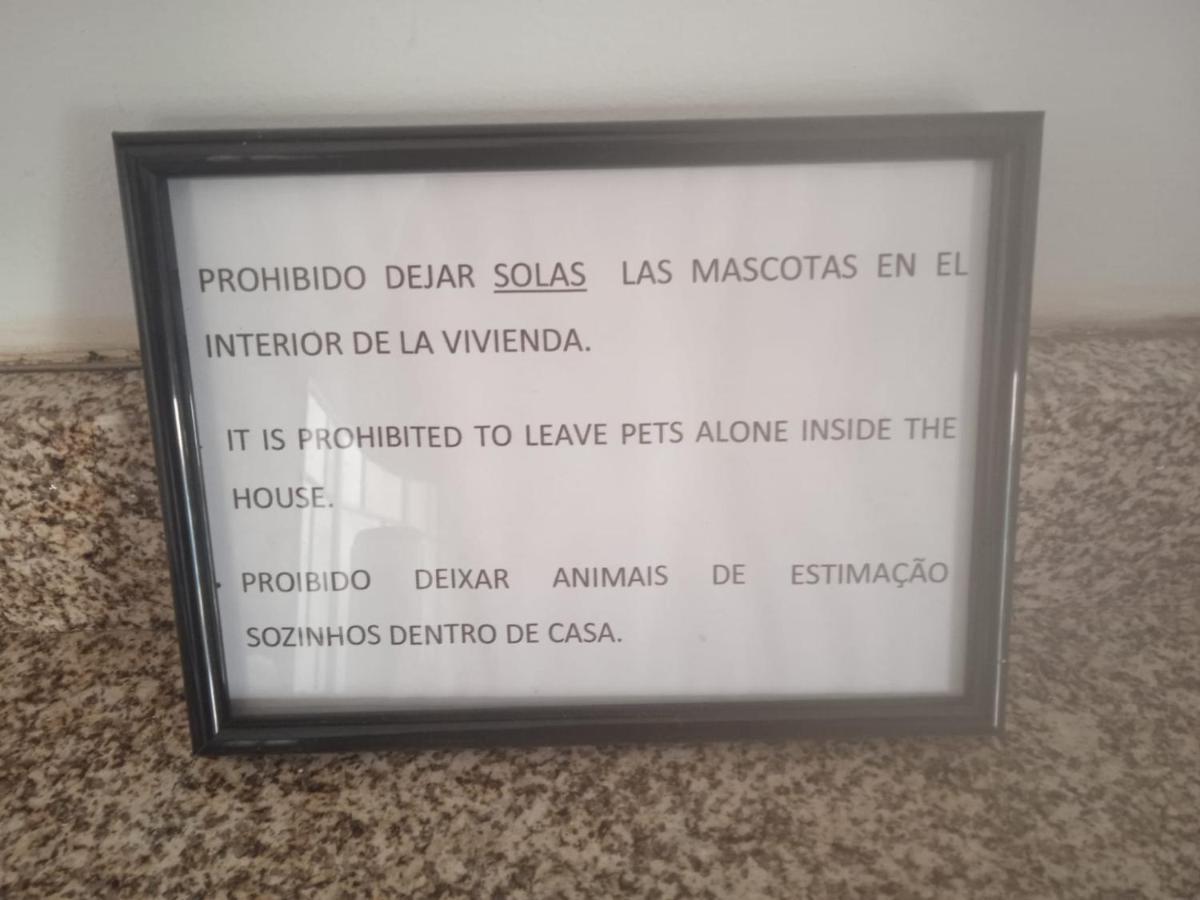 PROHIBIDO DEJAR SOLAS LAS MASCOTAS EN EL
INTERIOR DE LA VIVIENDA.
IT IS PROHIBITED TO LEAVE PETS ALONE INSIDE THE
HOUSE.
PROIBIDO DEIXAR ANIMAIS DE ESTIMAÇÃO
SOZINHOS DENTRO DE CASA.